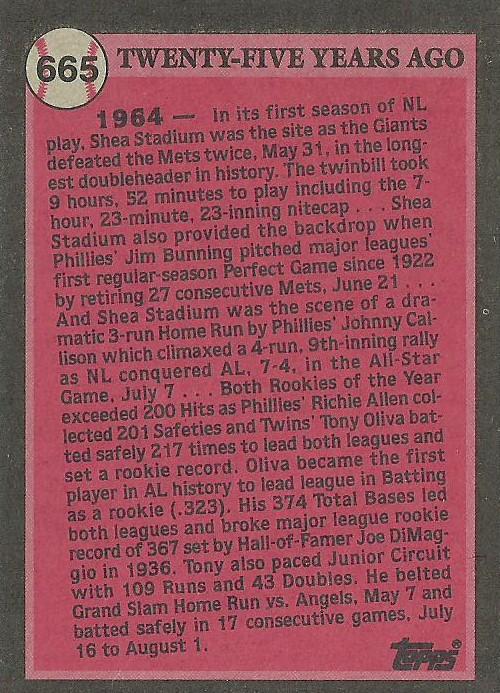 665 TWENTY-FIVE YEARS AGO
1964 — In its first season of NL
play, Shea Stadium was the site as the Giants
defeated the Mets twice, May 31, in the long-
est doubleheader in history. The twinbill took
9 hours, 52 minutes to play including the 7-
hour, 23-minute, 23-inning nitecap . . . Shea
Stadium also provided the backdrop when
Phillies' Jim Bunning pitched major leagues'
first regular-season Perfect Game since 1922
by retiring 27 consecutive Mets, June 21 . . .
And Shea Stadium was the scene of a dra-
matic 3-run Home Run by Phillies' Johnny Cal-
lison which climaxed a 4-run, 9th-inning rally
as NL conquered AL, 7-4, in the All-Star
Game, July 7 . . . Both Rookies of the Year
exceeded 200 Hits as Phillies' Richie Allen col-
lected 201 Safeties and Twins' Tony Oliva bat-
ted safely 217 times to lead both leagues and
set a rookie record. Oliva became the first
player in AL history to lead league in Batting
as a rookie (.323). His 374 Total Bases led
both leagues and broke major league rookie
record of 367 set by Hall-of-Famer Joe DiMag-
gio in 1936. Tony also paced Junior Circuit
with 109 Runs and 43 Doubles. He belted
Grand Slam Home Run vs. Angels, May 7 and
batted safely in 17 consecutive games, July
16 to August 1.
Topps®